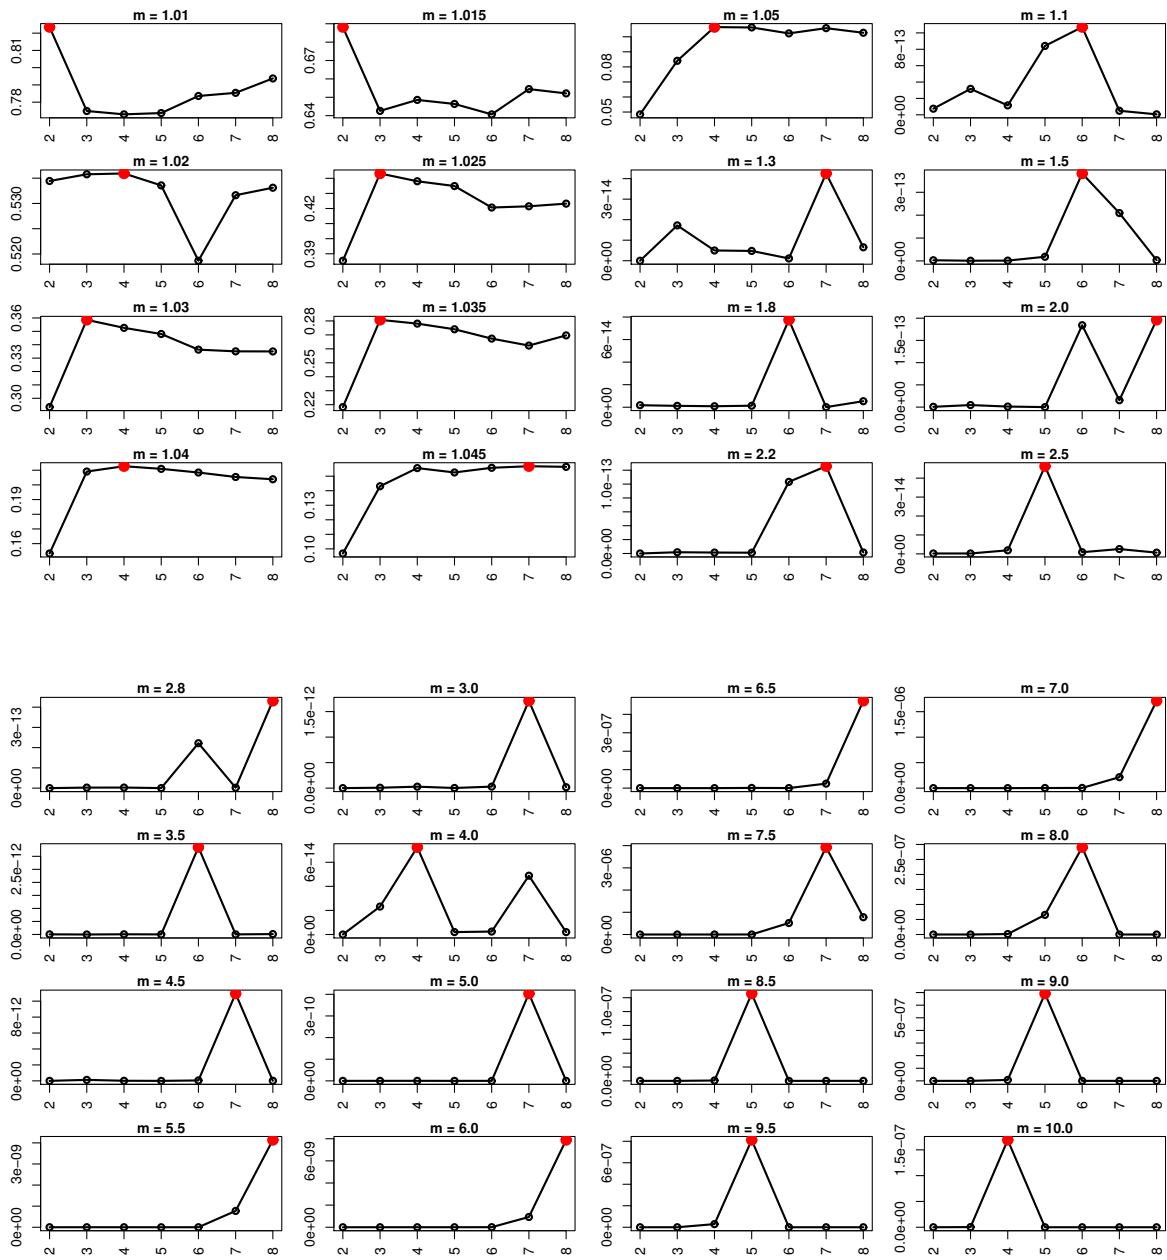 m = 1.01
0.81
0.78
2 3 4 5 6 7 8
m = 1.015
0.67
0.64
2 3 4 5 6 7 8
m = 1.05
0.08
0.05
2 3 4 5 6 7 8
m = 1.1
8e-13
0e+00
2 3 4 5 6 7 8
m = 1.02
0.530
0.520
2 3 4 5 6 7 8
m = 1.025
0.42
0.39
2 3 4 5 6 7 8
m = 1.3
3e-14
0e+00
2 3 4 5 6 7 8
m = 1.5
3e-13
0e+00
2 3 4 5 6 7 8
m = 1.03
0.36
0.33
0.30
2 3 4 5 6 7 8
m = 1.035
0.28
0.25
0.22
2 3 4 5 6 7 8
m = 1.8
6e-14
0e+00
2 3 4 5 6 7 8
m = 2.0
1.5e-13
0.0e+00
2 3 4 5 6 7 8
m = 1.04
0.19
0.16
2 3 4 5 6 7 8
m = 1.045
0.13
0.10
2 3 4 5 6 7 8
m = 2.2
1.0e-13
0.0e+00
2 3 4 5 6 7 8
m = 2.5
3e-14
0e+00
2 3 4 5 6 7 8
m = 2.8
3e-13
0e+00
2 3 4 5 6 7 8
m = 3.0
1.5e-12
0.0e+00
2 3 4 5 6 7 8
m = 6.5
3e-07
0e+00
2 3 4 5 6 7 8
m = 7.0
1.5e-06
0.0e+00
2 3 4 5 6 7 8
m = 3.5
2.5e-12
0.0e+00
2 3 4 5 6 7 8
m = 4.0
6e-14
0e+00
2 3 4 5 6 7 8
m = 7.5
3e-06
0e+00
2 3 4 5 6 7 8
m = 8.0
2.5e-07
0.0e+00
2 3 4 5 6 7 8
m = 4.5
8e-12
0e+00
2 3 4 5 6 7 8
m = 5.0
3e-10
0e+00
2 3 4 5 6 7 8
m = 8.5
1.0e-07
0.0e+00
2 3 4 5 6 7 8
m = 9.0
5e-07
0e+00
2 3 4 5 6 7 8
m = 5.5
3e-09
0e+00
2 3 4 5 6 7 8
m = 6.0
6e-09
0e+00
2 3 4 5 6 7 8
m = 9.5
6e-07
0e+00
2 3 4 5 6 7 8
m = 10.0
1.5e-07
0.0e+00
2 3 4 5 6 7 8